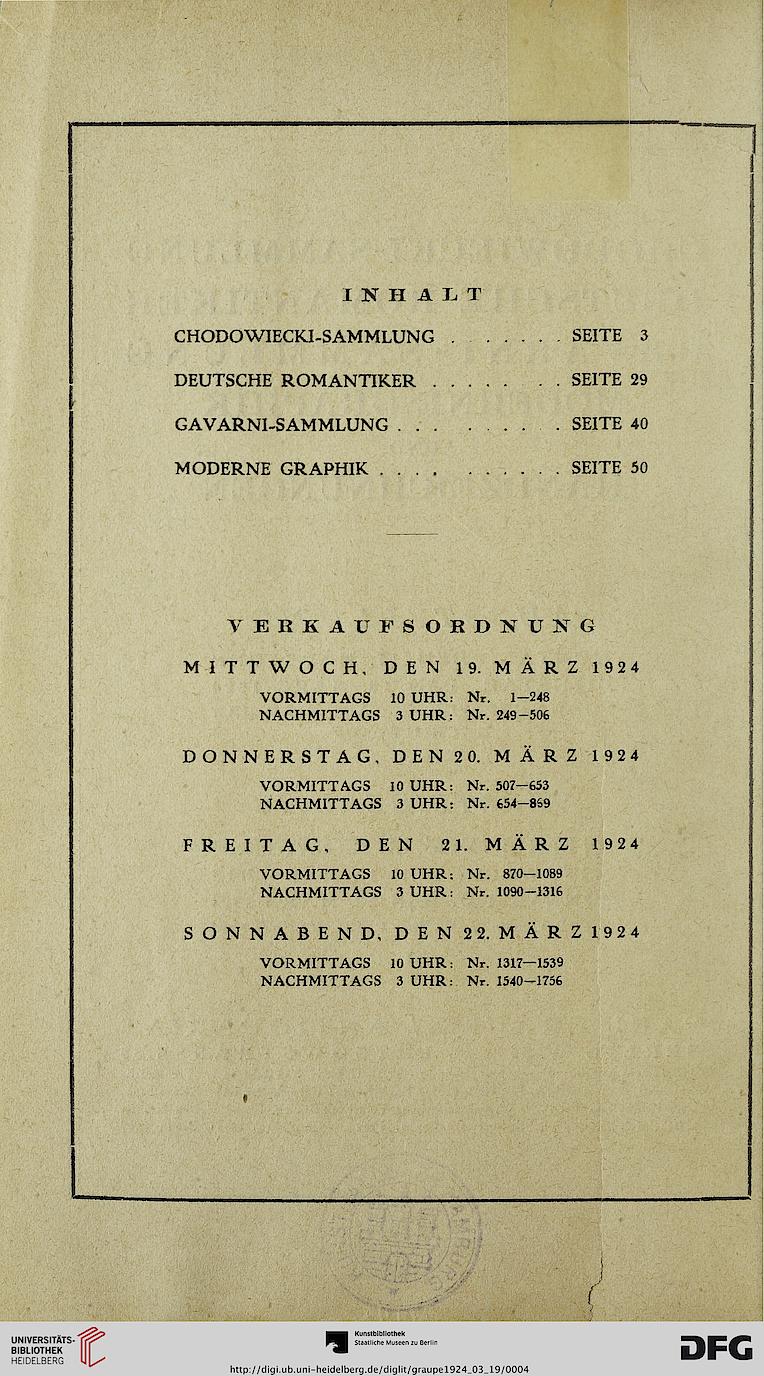 INHALT
CHODOWIECKI-SAMMLUNG . . . . . . . SEITE 3
DEUTSCHE ROMANTIKER . . . . . . . . SEITE 29
GAVARNI-SAMMLUNG . . . . . . . . . SEITE 40
MODERNE GRAPHIK . . . . . . . . . . SEITE 50
VERKAUFSORDNUNG
MITTWOCH, DEN 19. MÄRZ 1924
VORMITTAGS 10 UHR: Nr. 1—248
NACHMITTAGS 3 UHR: Nr. 249—506
DONNERSTAG, DEN 20. MÄRZ 1924
VORMITTAGS 10 UHR: Nr. 507—653
NACHMITTAGS 3 UHR: Nr. 654—869
FREITAG, DEN 21. MÄRZ 1924
VORMITTAGS 10 UHR: Nr. 870—1089
NACHMITTAGS 3 UHR: Nr. 1090—1316
SONNABEND, DEN 22. MÄRZ 1924
VORMITTAGS 10 UHR: Nr. 1317—1539
NACHMITTAGS 3 UHR: Nr. 1540—1756
UNIVERSITÄTS-
BIBLIOTHEK
HEIDELBERG
Kunstbibliothek
Staatliche Museen zu Berlin
DFG
http://digi.ub.uni-heidelberg.de/diglit/graupe1924_03_19/0004